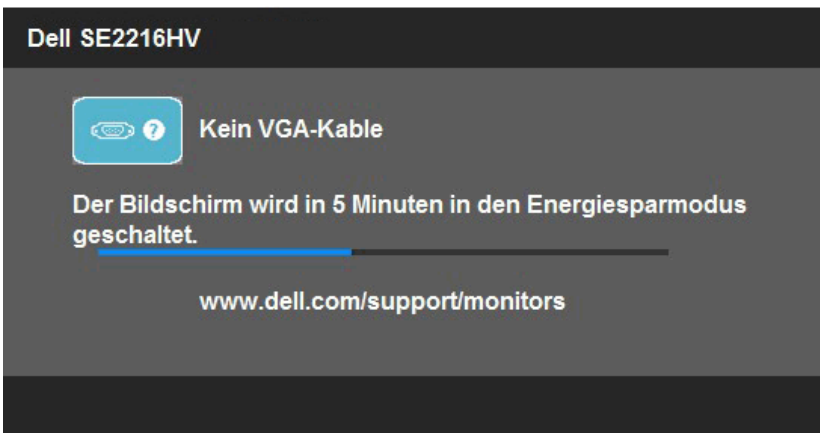 Dell SE2216HV
?
Kein VGA-Kable
Der Bildschirm wird in 5 Minuten in den Energiesparmodus
geschaltet.
www.dell.com/support/monitors